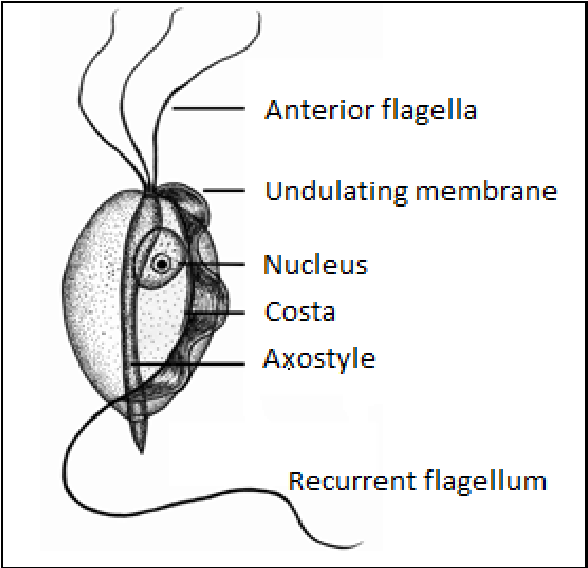 Anterior flagella
Undulating membrane
Nucleus
Costa
Axostyle
Recurrent flagellum